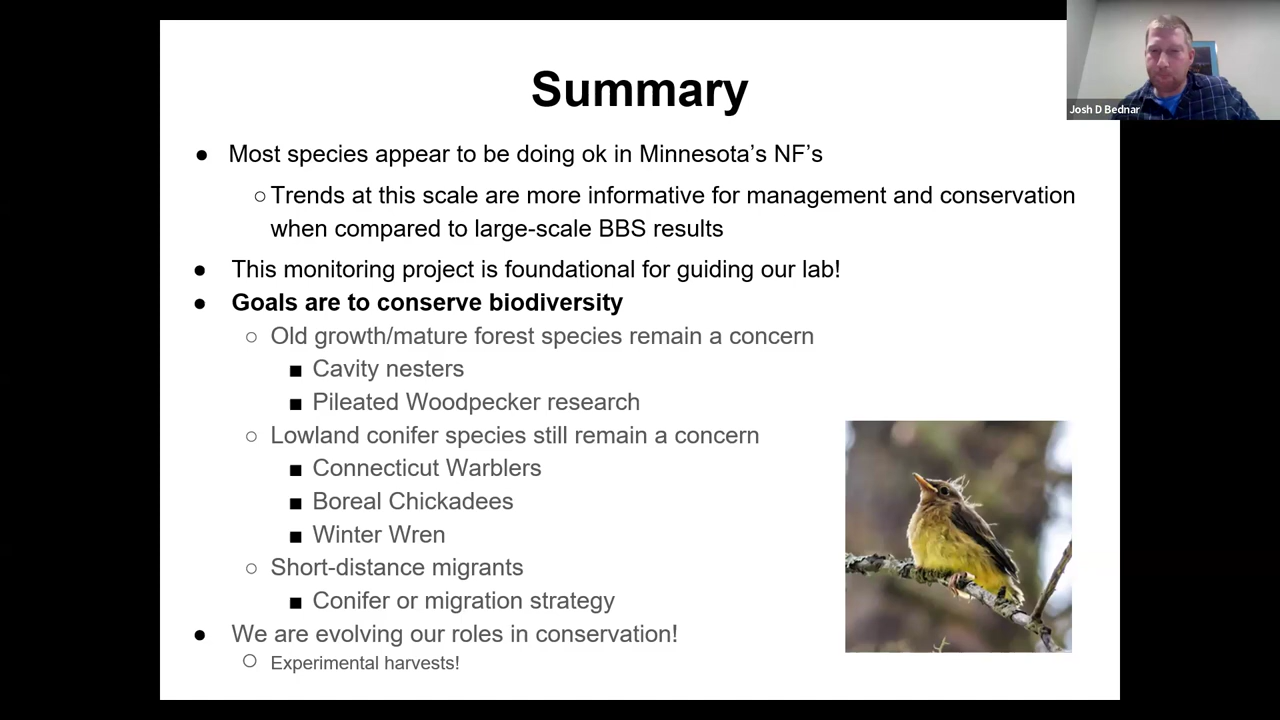 Summary
Josh D Bednar
● Most species appear to be doing ok in Minnesota’s NF’s
○ Trends at this scale are more informative for management and conservation
when compared to large-scale BBS results
● This monitoring project is foundational for guiding our lab!
● Goals are to conserve biodiversity
○ Old growth/mature forest species remain a concern
■ Cavity nesters
■ Pileated Woodpecker research
○ Lowland conifer species still remain a concern
■ Connecticut Warblers
■ Boreal Chickadees
■ Winter Wren
○ Short-distance migrants
■ Conifer or migration strategy
● We are evolving our roles in conservation!
○ Experimental harvests!